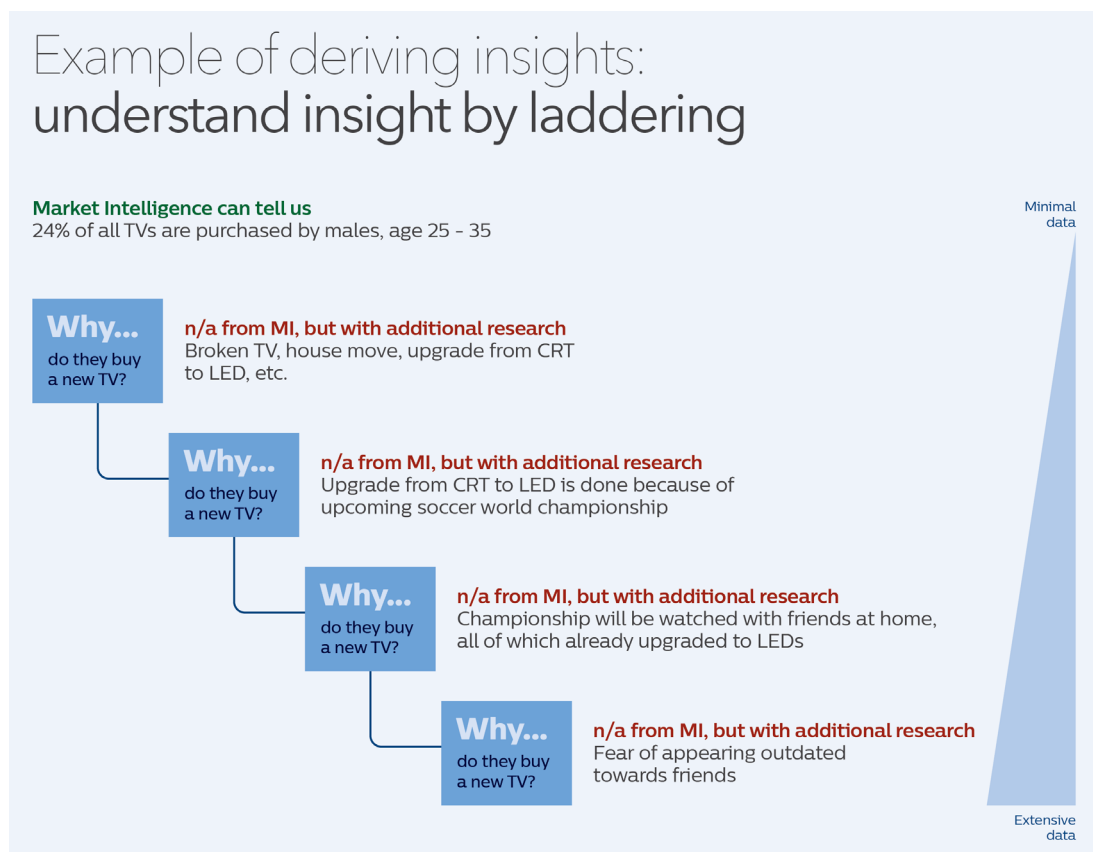 Example of deriving insights:
understand insight by laddering
Market Intelligence can tell us
24% of all TVs are purchased by males, age 25 - 35
Minimal
data
Why...
do they buy
a new TV?
n/a from MI, but with additional research
Broken TV, house move, upgrade from CRT
to LED, etc.
Why...
do they buy
a new TV?
n/a from MI, but with additional research
Upgrade from CRT to LED is done because of
upcoming soccer world championship
Why...
do they buy
a new TV?
n/a from MI, but with additional research
Championship will be watched with friends at home,
all of which already upgraded to LEDs
Why...
do they buy
a new TV?
n/a from MI, but with additional research
Fear of appearing outdated
towards friends
Extensive
data